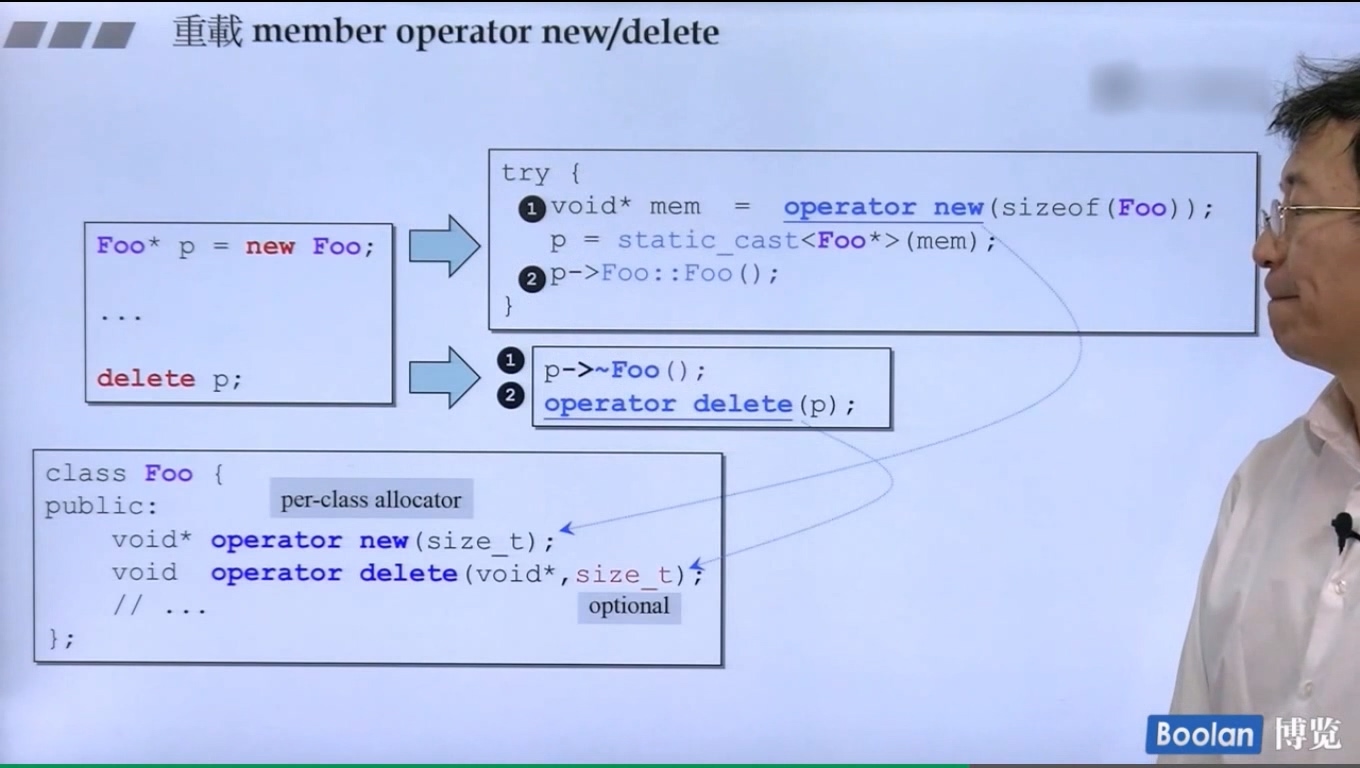 重載 member operator new/delete
Foo* p = new Foo;
...
delete p;
try {
❶void* mem = operator new(sizeof(Foo));
p = static_cast<Foo*>(mem);
❷p->Foo::Foo();
}
❶ p->~Foo();
❷ operator delete(p);
class Foo {
public:
per-class allocator
void* operator new(size_t);
void operator delete(void*,size_t);
optional
// ...
};
Boolan 博览